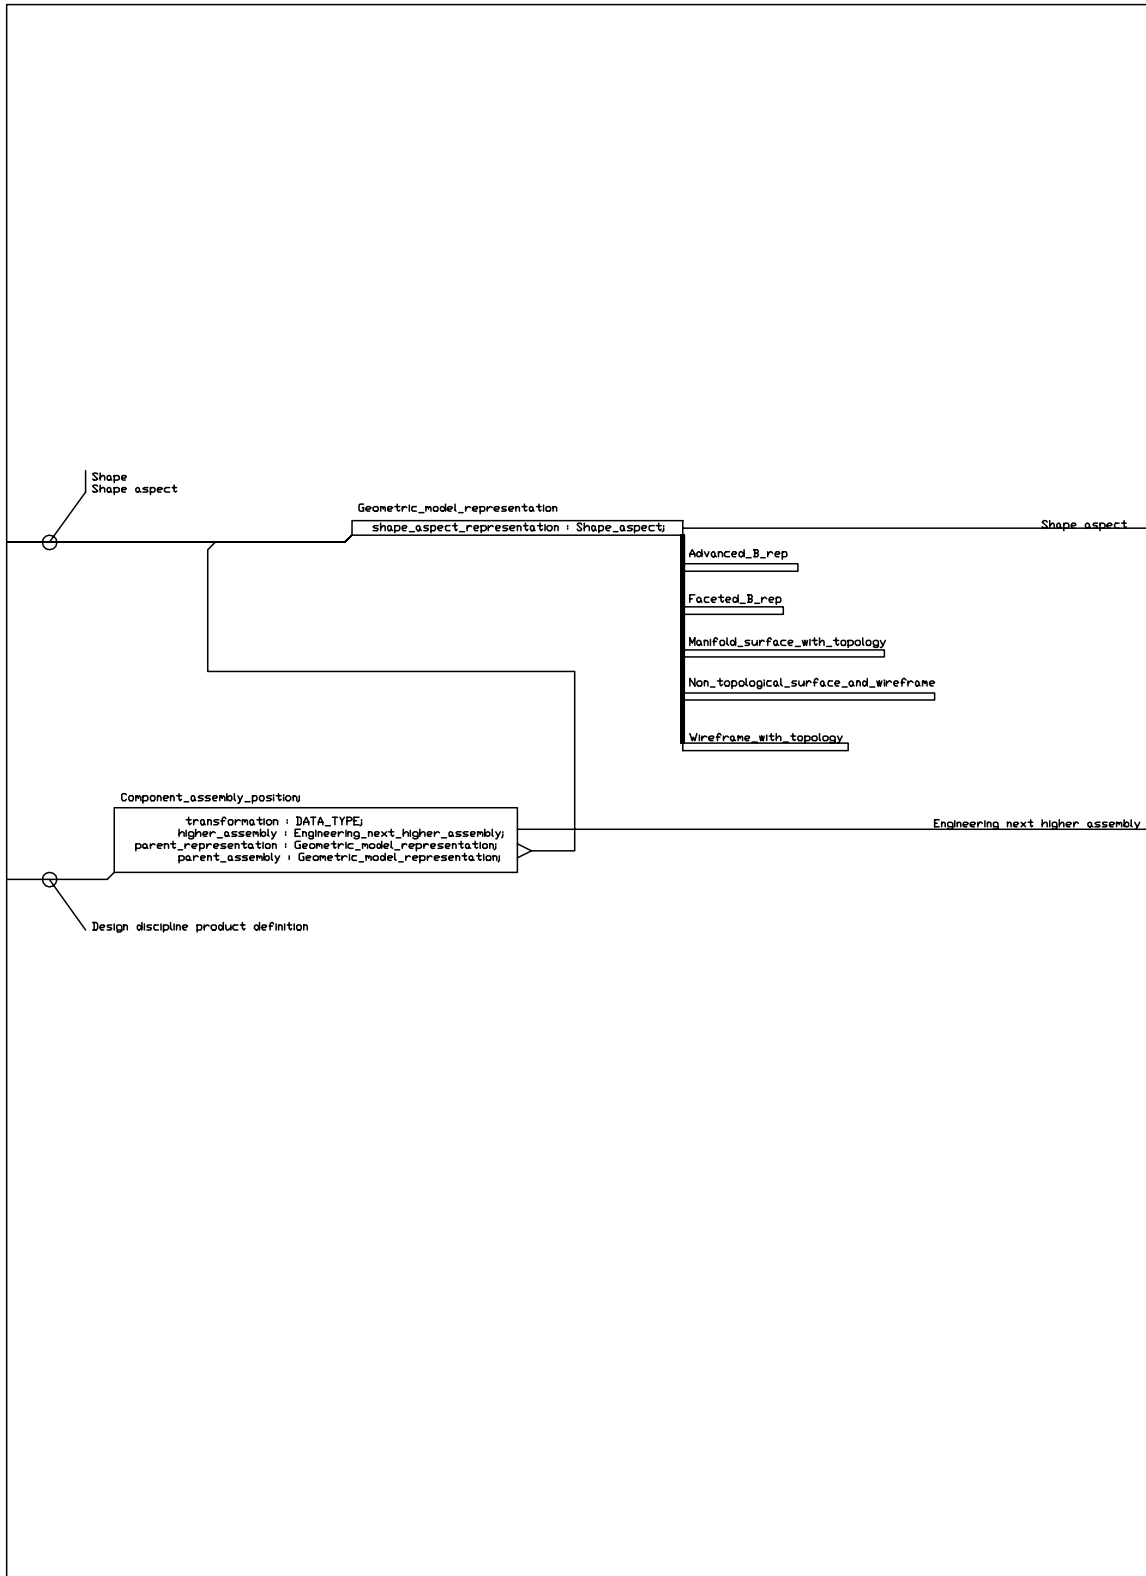 Shape
Shape aspect
Geometric_model_representation
shape_aspect_representation : Shape_aspect;
Shape aspect
Advanced_B_rep
Faceted_B_rep
Manifold_surface_with_topology
Non_topological_surface_and_wireframe
Wireframe_with_topology
Component_assembly_position;
transformation : DATA_TYPE;
higher_assembly : Engineering_next_higher_assembly;
parent_representation : Geometric_model_representation;
parent_assembly : Geometric_model_representation;
Engineering next higher assembly
Design discipline product definition